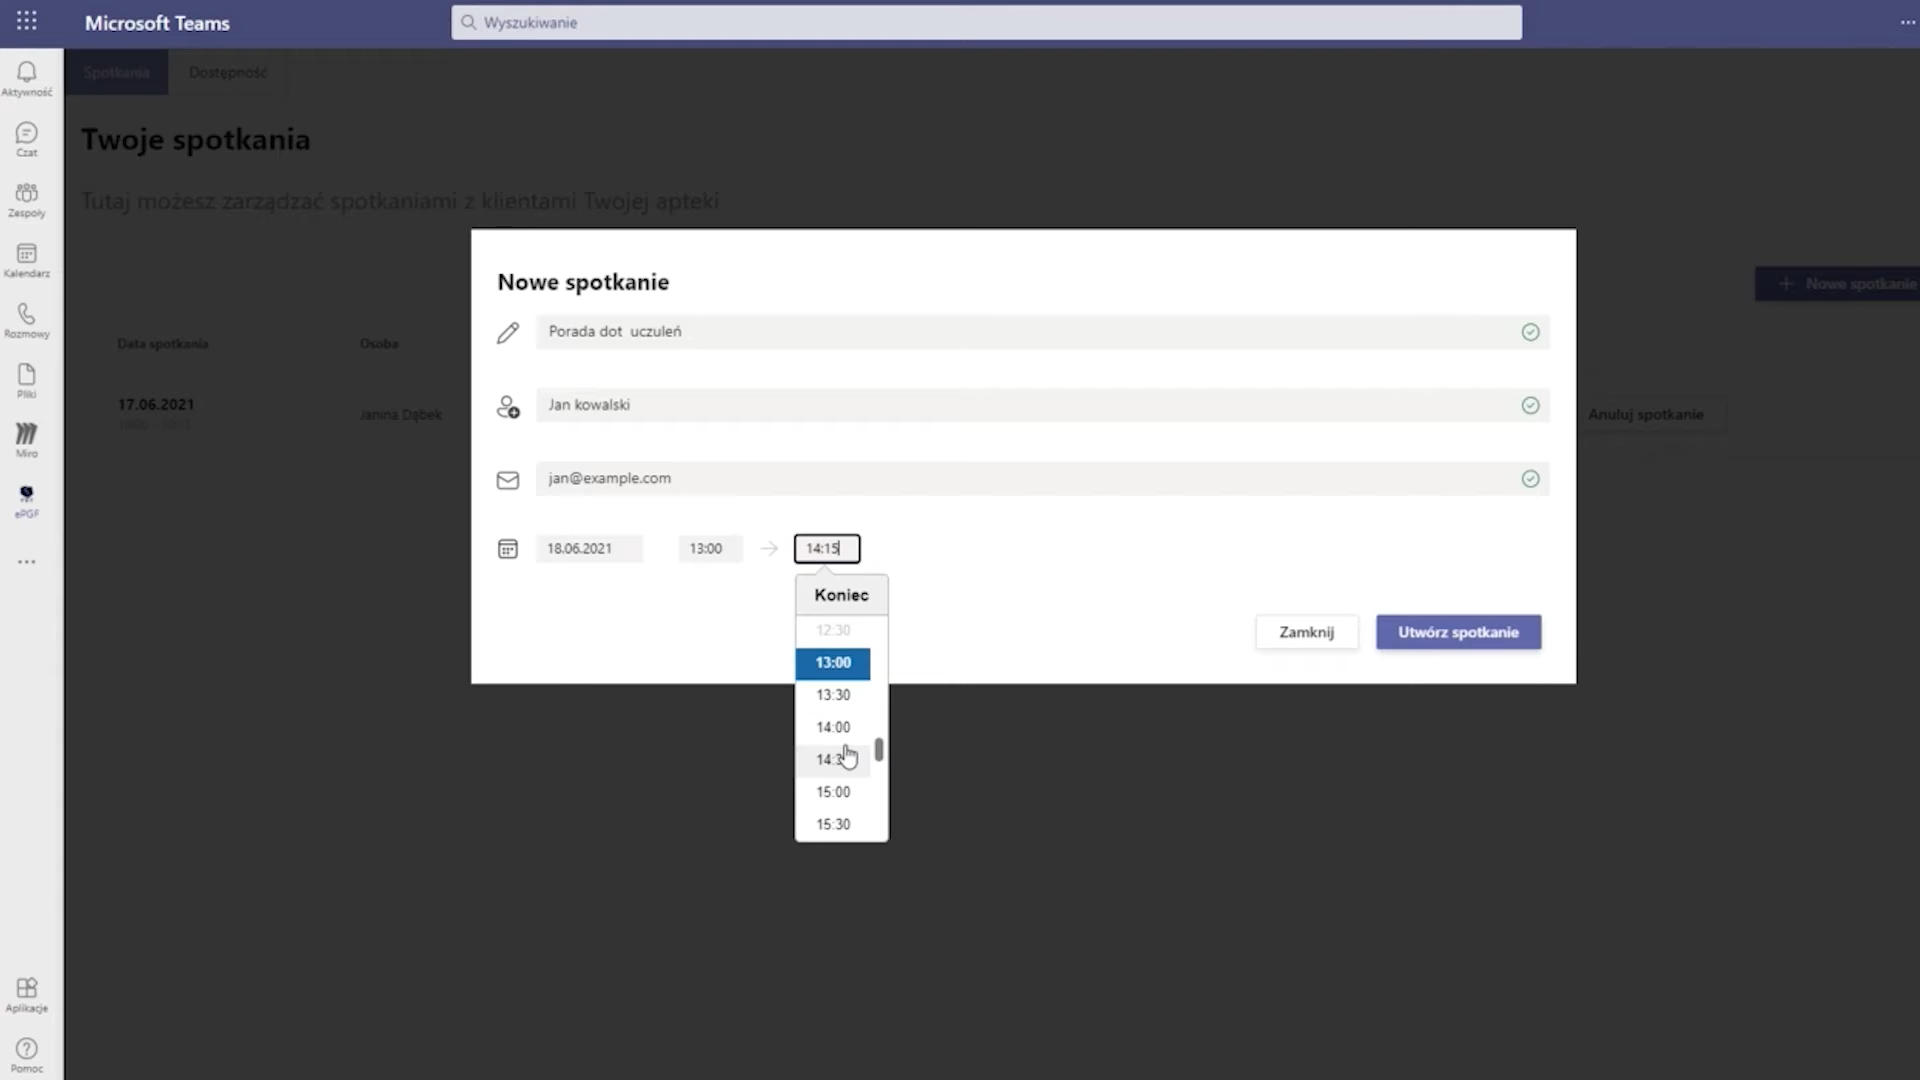 Microsoft Teams
Wyszukiwanie
Aktywność
Czat
Zespoły
Kalendarz
Rozmowy
Pliki
Miro
ePGF
Aplikacje
Pomoc
Spotkania
Dostępność
Twoje spotkania
Tutaj możesz zarządzać spotkaniami z klientami Twojej apteki
Nowe spotkanie
Data spotkania
Osoba
17.06.2021
Janina Dąbek
Anuluj spotkanie
Nowe spotkanie
Porada dot uczuleń
Jan kowalski
jan@example.com
18.06.2021
13:00
14:15
Koniec
12:30
13:00
13:30
14:00
15:00
15:30
Zamknij
Utwórz spotkanie